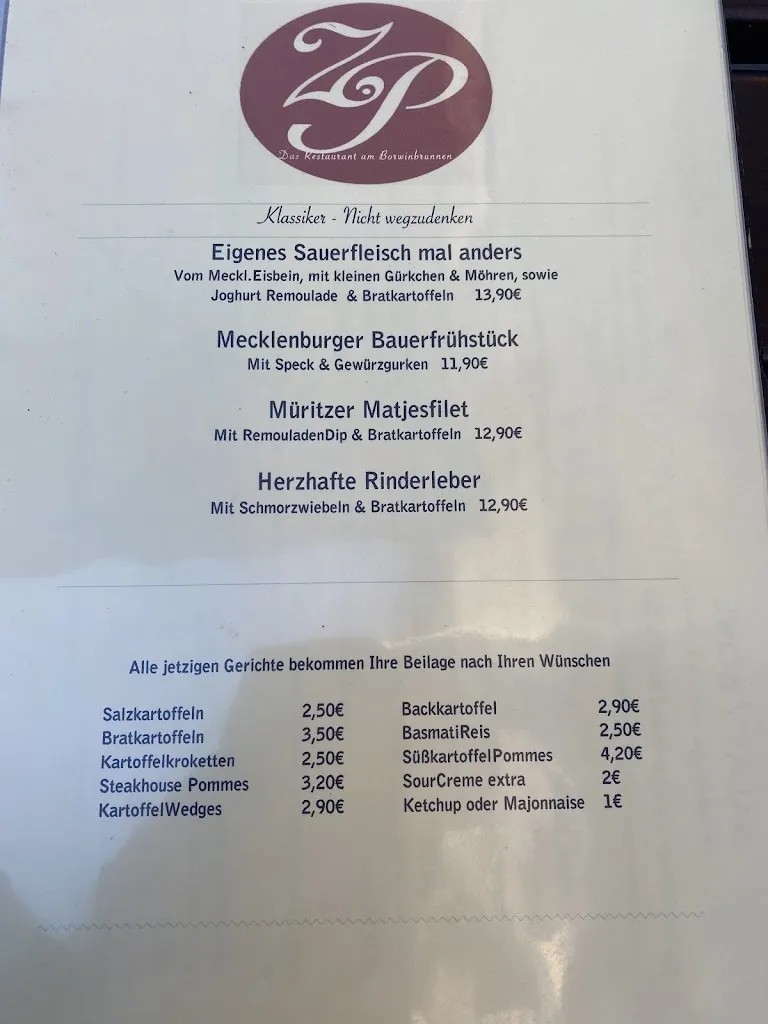 ZP
Das Restaurant am Borwinbrunnen
Klassiker - Nicht wegzudenken
Eigenes Sauerfleisch mal anders
Vom Meckl.Eisbein, mit kleinen Gürkchen & Möhren, sowie
Joghurt Remoulade & Bratkartoffeln 13,90€
Mecklenburger Bauerfrühstück
Mit Speck & Gewürzgurken 11,90€
Müritzer Matjesfilet
Mit RemouladenDip & Bratkartoffeln 12,90€
Herzhafte Rinderleber
Mit Schmorzwiebeln & Bratkartoffeln 12,90€
Alle jetzigen Gerichte bekommen Ihre Beilage nach Ihren Wünschen
Salzkartoffeln 2,50€
Bratkartoffeln 3,50€
Kartoffelkroketten 2,50€
Steakhouse Pommes 3,20€
KartoffelWedges 2,90€
Backkartoffel 2,90€
BasmatiReis 2,50€
SüßkartoffelPommes 4,20€
SourCreme extra 2€
Ketchup oder Majonnaise 1€